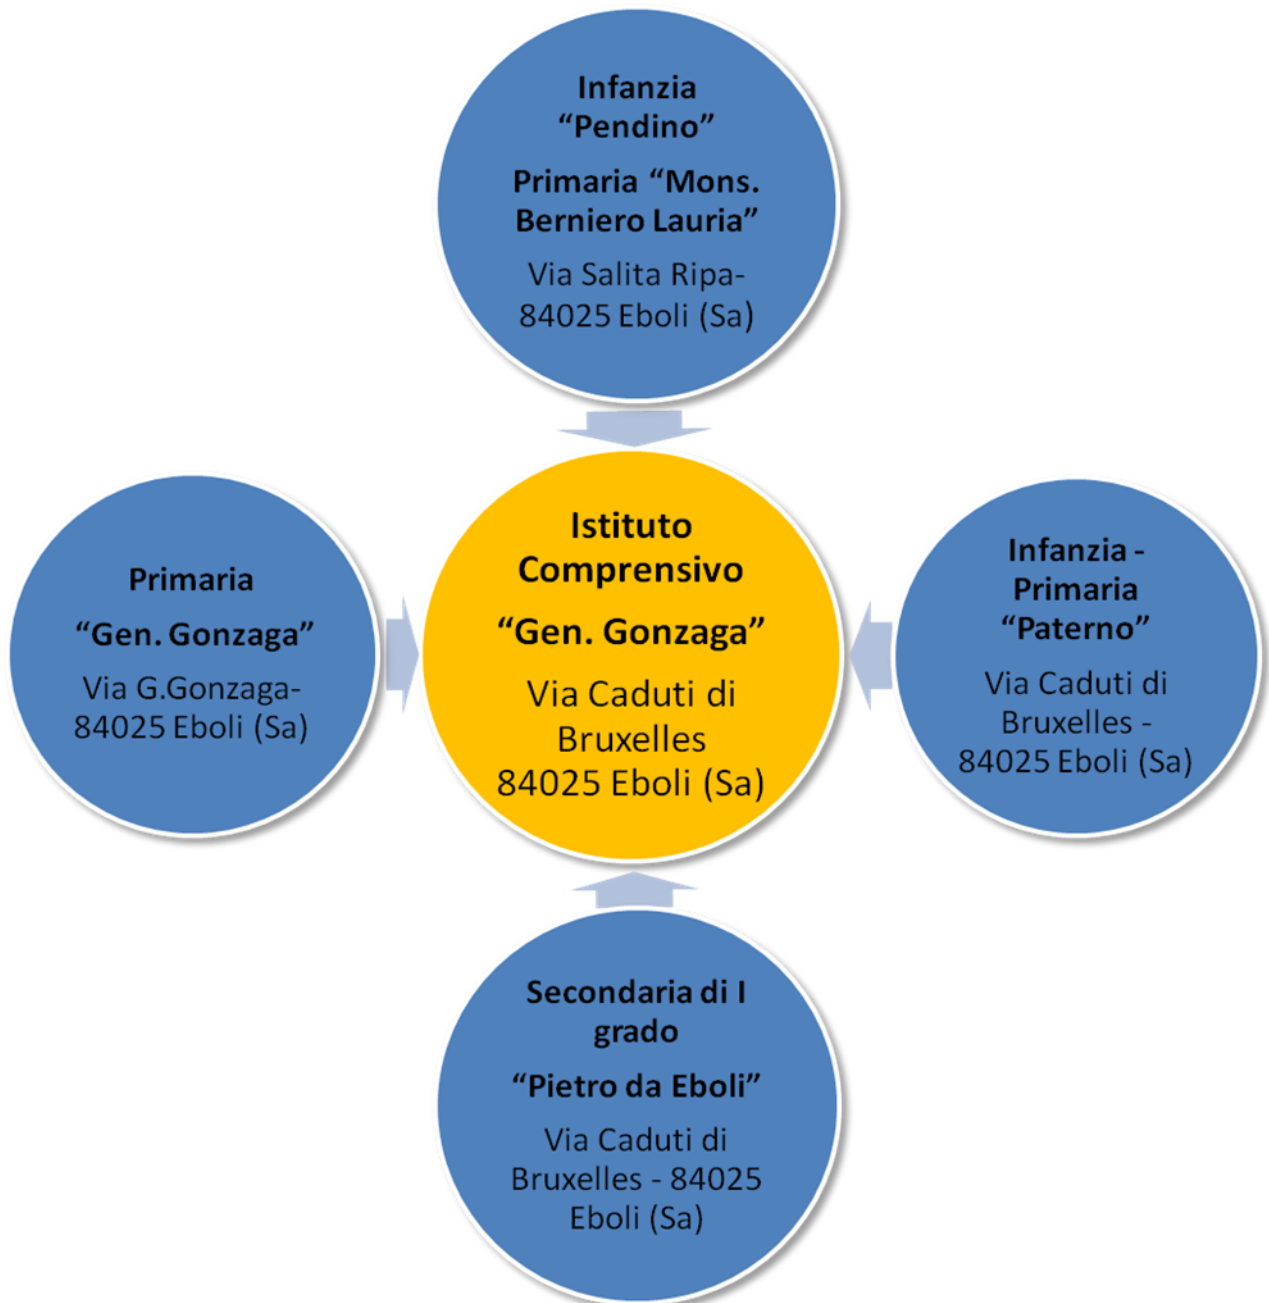 Infanzia
“Pendino”
Primaria “Mons.
Berniero Lauria”
Via Salita Ripa-
84025 Eboli (Sa)
Primaria
“Gen. Gonzaga”
Via G.Gonzaga-
84025 Eboli (Sa)
Istituto
Comprensivo
“Gen. Gonzaga”
Via Caduti di
Bruxelles
84025 Eboli (Sa)
Infanzia -
Primaria
“Paterno”
Via Caduti di
Bruxelles -
84025 Eboli (Sa)
Secondaria di I
grado
“Pietro da Eboli”
Via Caduti di
Bruxelles - 84025
Eboli (Sa)